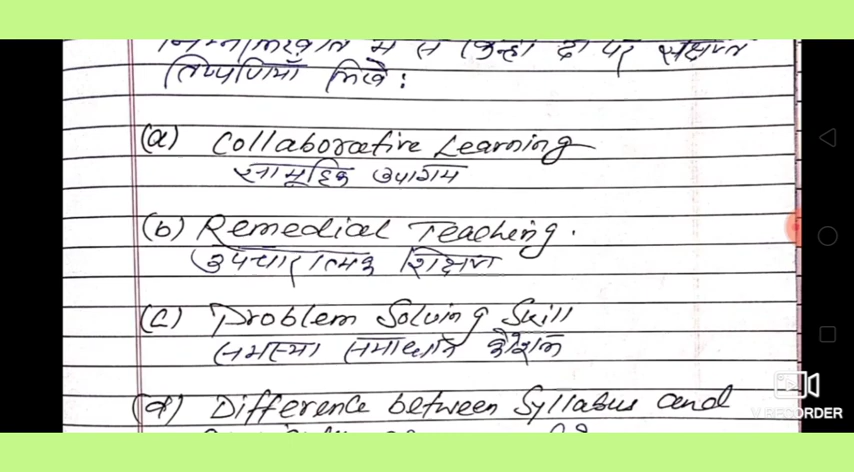 निम्नलिखित में से किन्हीं दो पर संक्षिप्त
टिप्पणियाँ लिखें:
(a) Collaborative Learning
सामूहिक उपागम
(b) Remedial Teaching.
उपचारात्मक शिक्षण
(c) Problem Solving Skill
समस्या समाधान कौशल
(d) Difference between Syllabus and
V RECORDER